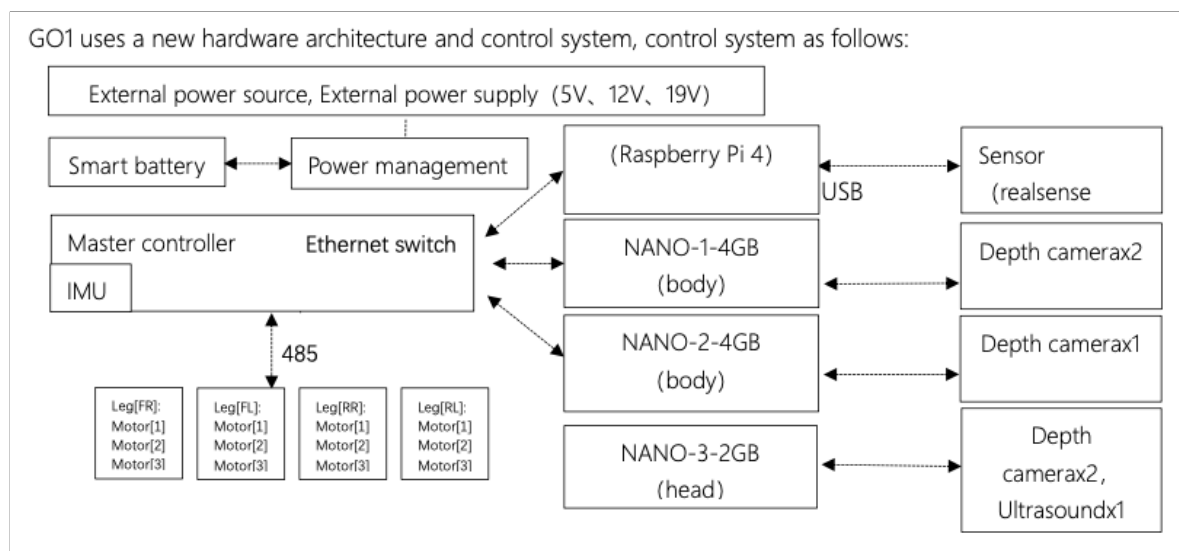 GO1 uses a new hardware architecture and control system, control system as follows:
External power source, External power supply（5V、12V、19V）
Smart battery
Power management
(Raspberry Pi 4)
USB
Sensor
(realsense
Master controller
Ethernet switch
IMU
NANO-1-4GB
(body)
Depth camerax2
NANO-2-4GB
(body)
Depth camerax1
485
Leg[FR]:
Motor[1]
Motor[2]
Motor[3]
Leg[FL]:
Motor[1]
Motor[2]
Motor[3]
Leg[RR]:
Motor[1]
Motor[2]
Motor[3]
Leg[RL]:
Motor[1]
Motor[2]
Motor[3]
NANO-3-2GB
(head)
Depth
camerax2，
Ultrasoundx1